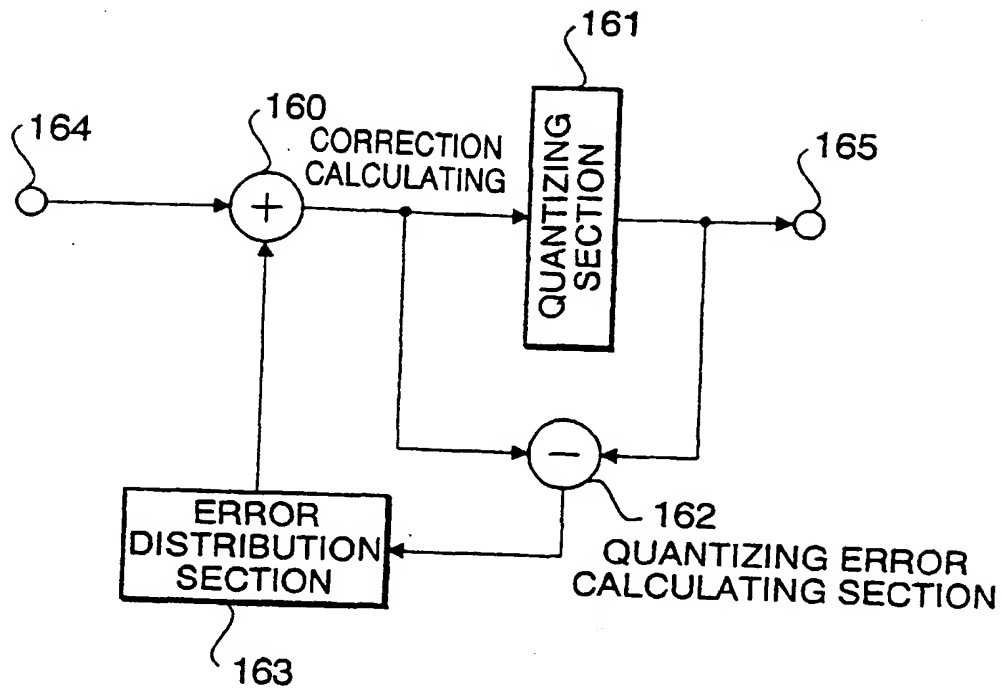 161
160
164
CORRECTION
CALCULATING
165
+
QUANTIZING
SECTION
−
ERROR
DISTRIBUTION
SECTION
162
QUANTIZING ERROR
CALCULATING SECTION
163